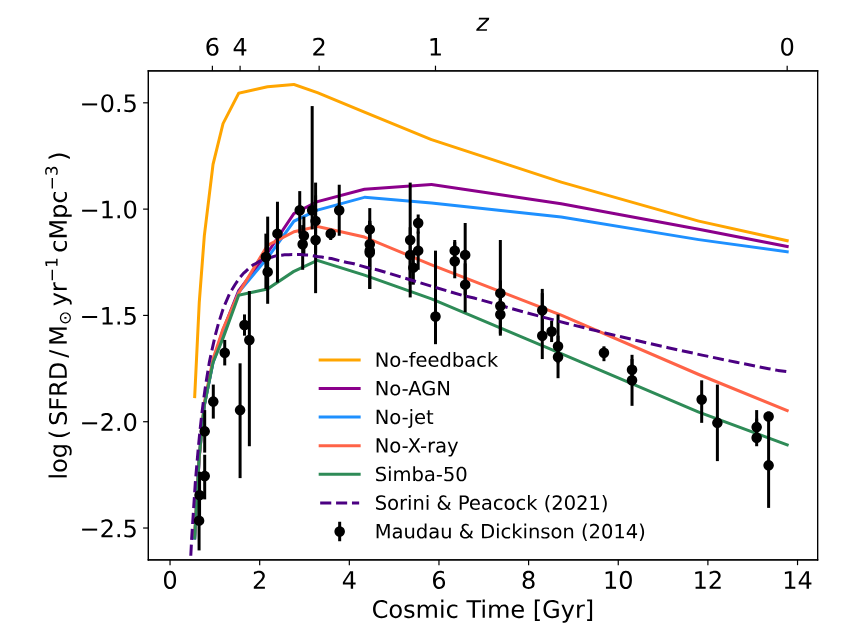 z
6 4 2 1 0
log( SFRD / M⊙ yr⁻¹ cMpc⁻³ )
−0.5
−1.0
−1.5
−2.0
−2.5
No-feedback
No-AGN
No-jet
No-X-ray
Simba-50
Sorini & Peacock (2021)
Maudau & Dickinson (2014)
0 2 4 6 8 10 12 14
Cosmic Time [Gyr]